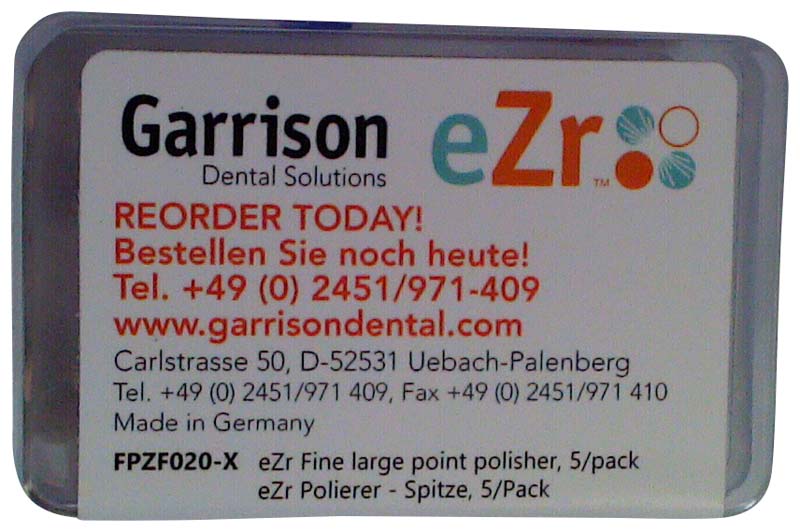 Garrison
Dental Solutions
eZr™
REORDER TODAY!
Bestellen Sie noch heute!
Tel. +49 (0) 2451/971-409
www.garrisondental.com
Carlstrasse 50, D-52531 Uebach-Palenberg
Tel. +49 (0) 2451/971 409, Fax +49 (0) 2451/971 410
Made in Germany
FPZF020-X eZr Fine large point polisher, 5/pack
eZr Polierer - Spitze, 5/Pack